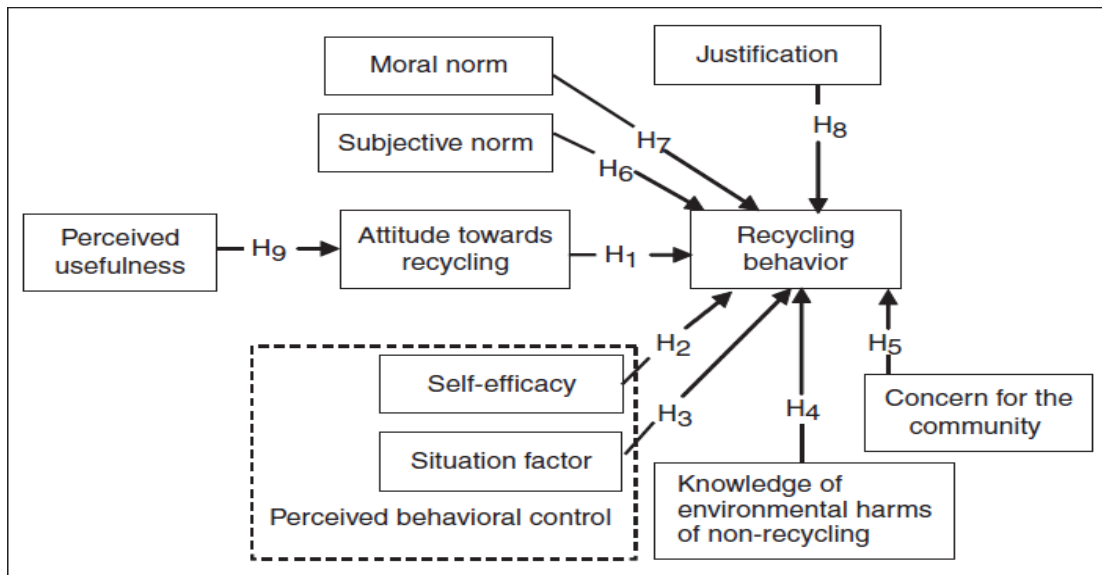 Moral norm
Justification
H7
H8
Subjective norm
H6
Perceived
usefulness
H9
Attitude towards
recycling
H1
Recycling
behavior
H2
H5
Self-efficacy
H3
H4
Concern for the
community
Situation factor
Knowledge of
environmental harms
of non-recycling
Perceived behavioral control